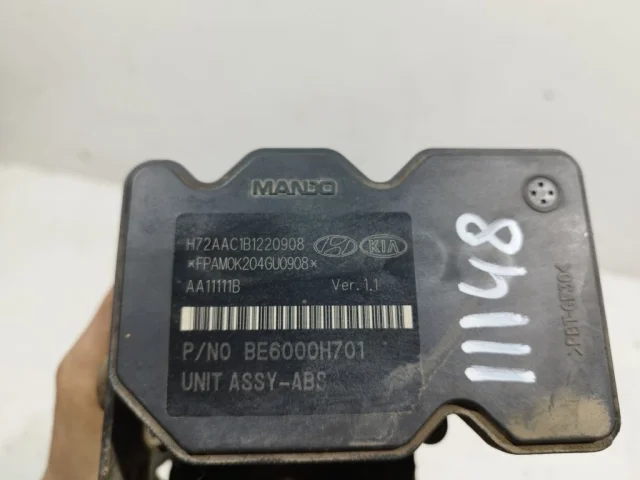 MANDO
H72AAC1B1220908 KIA
*FPAM0K204GU0908*
AA11111B Ver. 1.1
P/NO BE6000H701
UNIT ASSY-ABS
11148